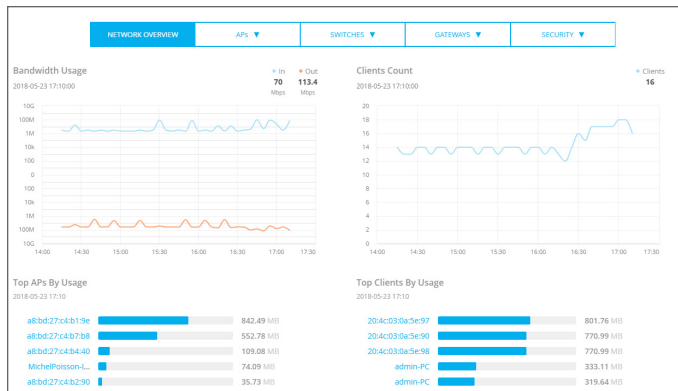 NETWORK OVERVIEW APs ▼ SWITCHES ▼ GATEWAYS ▼ SECURITY ▼
Bandwidth Usage
2018-05-23 17:10:00
In Out
70 113.4
Mbps Mbps
10G
100M
1M
10k
100
0
100
10k
1M
100M
10G
14:00 14:30 15:00 15:30 16:00 16:30 17:00 17:30
Clients Count
2018-05-23 17:10:00
Clients
16
20
18
16
14
12
10
8
6
4
2
0
14:00 14:30 15:00 15:30 16:00 16:30 17:00 17:30
Top APs By Usage
2018-05-23 17:10
a8:bd:27:c4:b1:9e 842.49 MB
a8:bd:27:c4:b7:b8 552.78 MB
a8:bd:27:c4:b4:40 109.08 MB
MichelPoisson-I... 74.09 MB
a8:bd:27:c4:b2:90 35.73 MB
Top Clients By Usage
2018-05-23 17:10
20:4c:03:0a:5e:97 801.76 MB
20:4c:03:0a:5e:90 770.99 MB
20:4c:03:0a:5e:98 770.99 MB
admin-PC 333.11 MB
admin-PC 319.64 MB